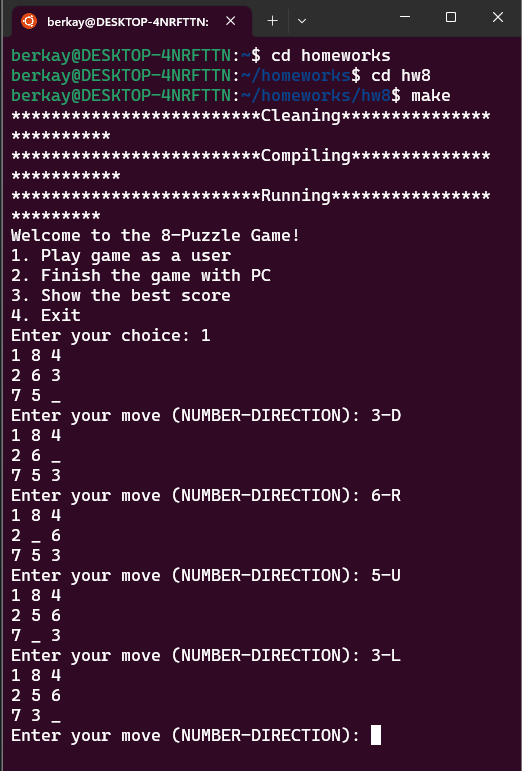 berkay@DESKTOP-4NRFTTN:
berkay@DESKTOP-4NRFTTN:~$ cd homeworks
berkay@DESKTOP-4NRFTTN:~/homeworks$ cd hw8
berkay@DESKTOP-4NRFTTN:~/homeworks/hw8$ make
*************************Cleaning***************
**********
*************************Compiling**************
***********
*************************Running****************
*********
Welcome to the 8-Puzzle Game!
1. Play game as a user
2. Finish the game with PC
3. Show the best score
4. Exit
Enter your choice: 1
1 8 4
2 6 3
7 5 _
Enter your move (NUMBER-DIRECTION): 3-D
1 8 4
2 6 _
7 5 3
Enter your move (NUMBER-DIRECTION): 6-R
1 8 4
2 _ 6
7 5 3
Enter your move (NUMBER-DIRECTION): 5-U
1 8 4
2 5 6
7 _ 3
Enter your move (NUMBER-DIRECTION): 3-L
1 8 4
2 5 6
7 3 _
Enter your move (NUMBER-DIRECTION):